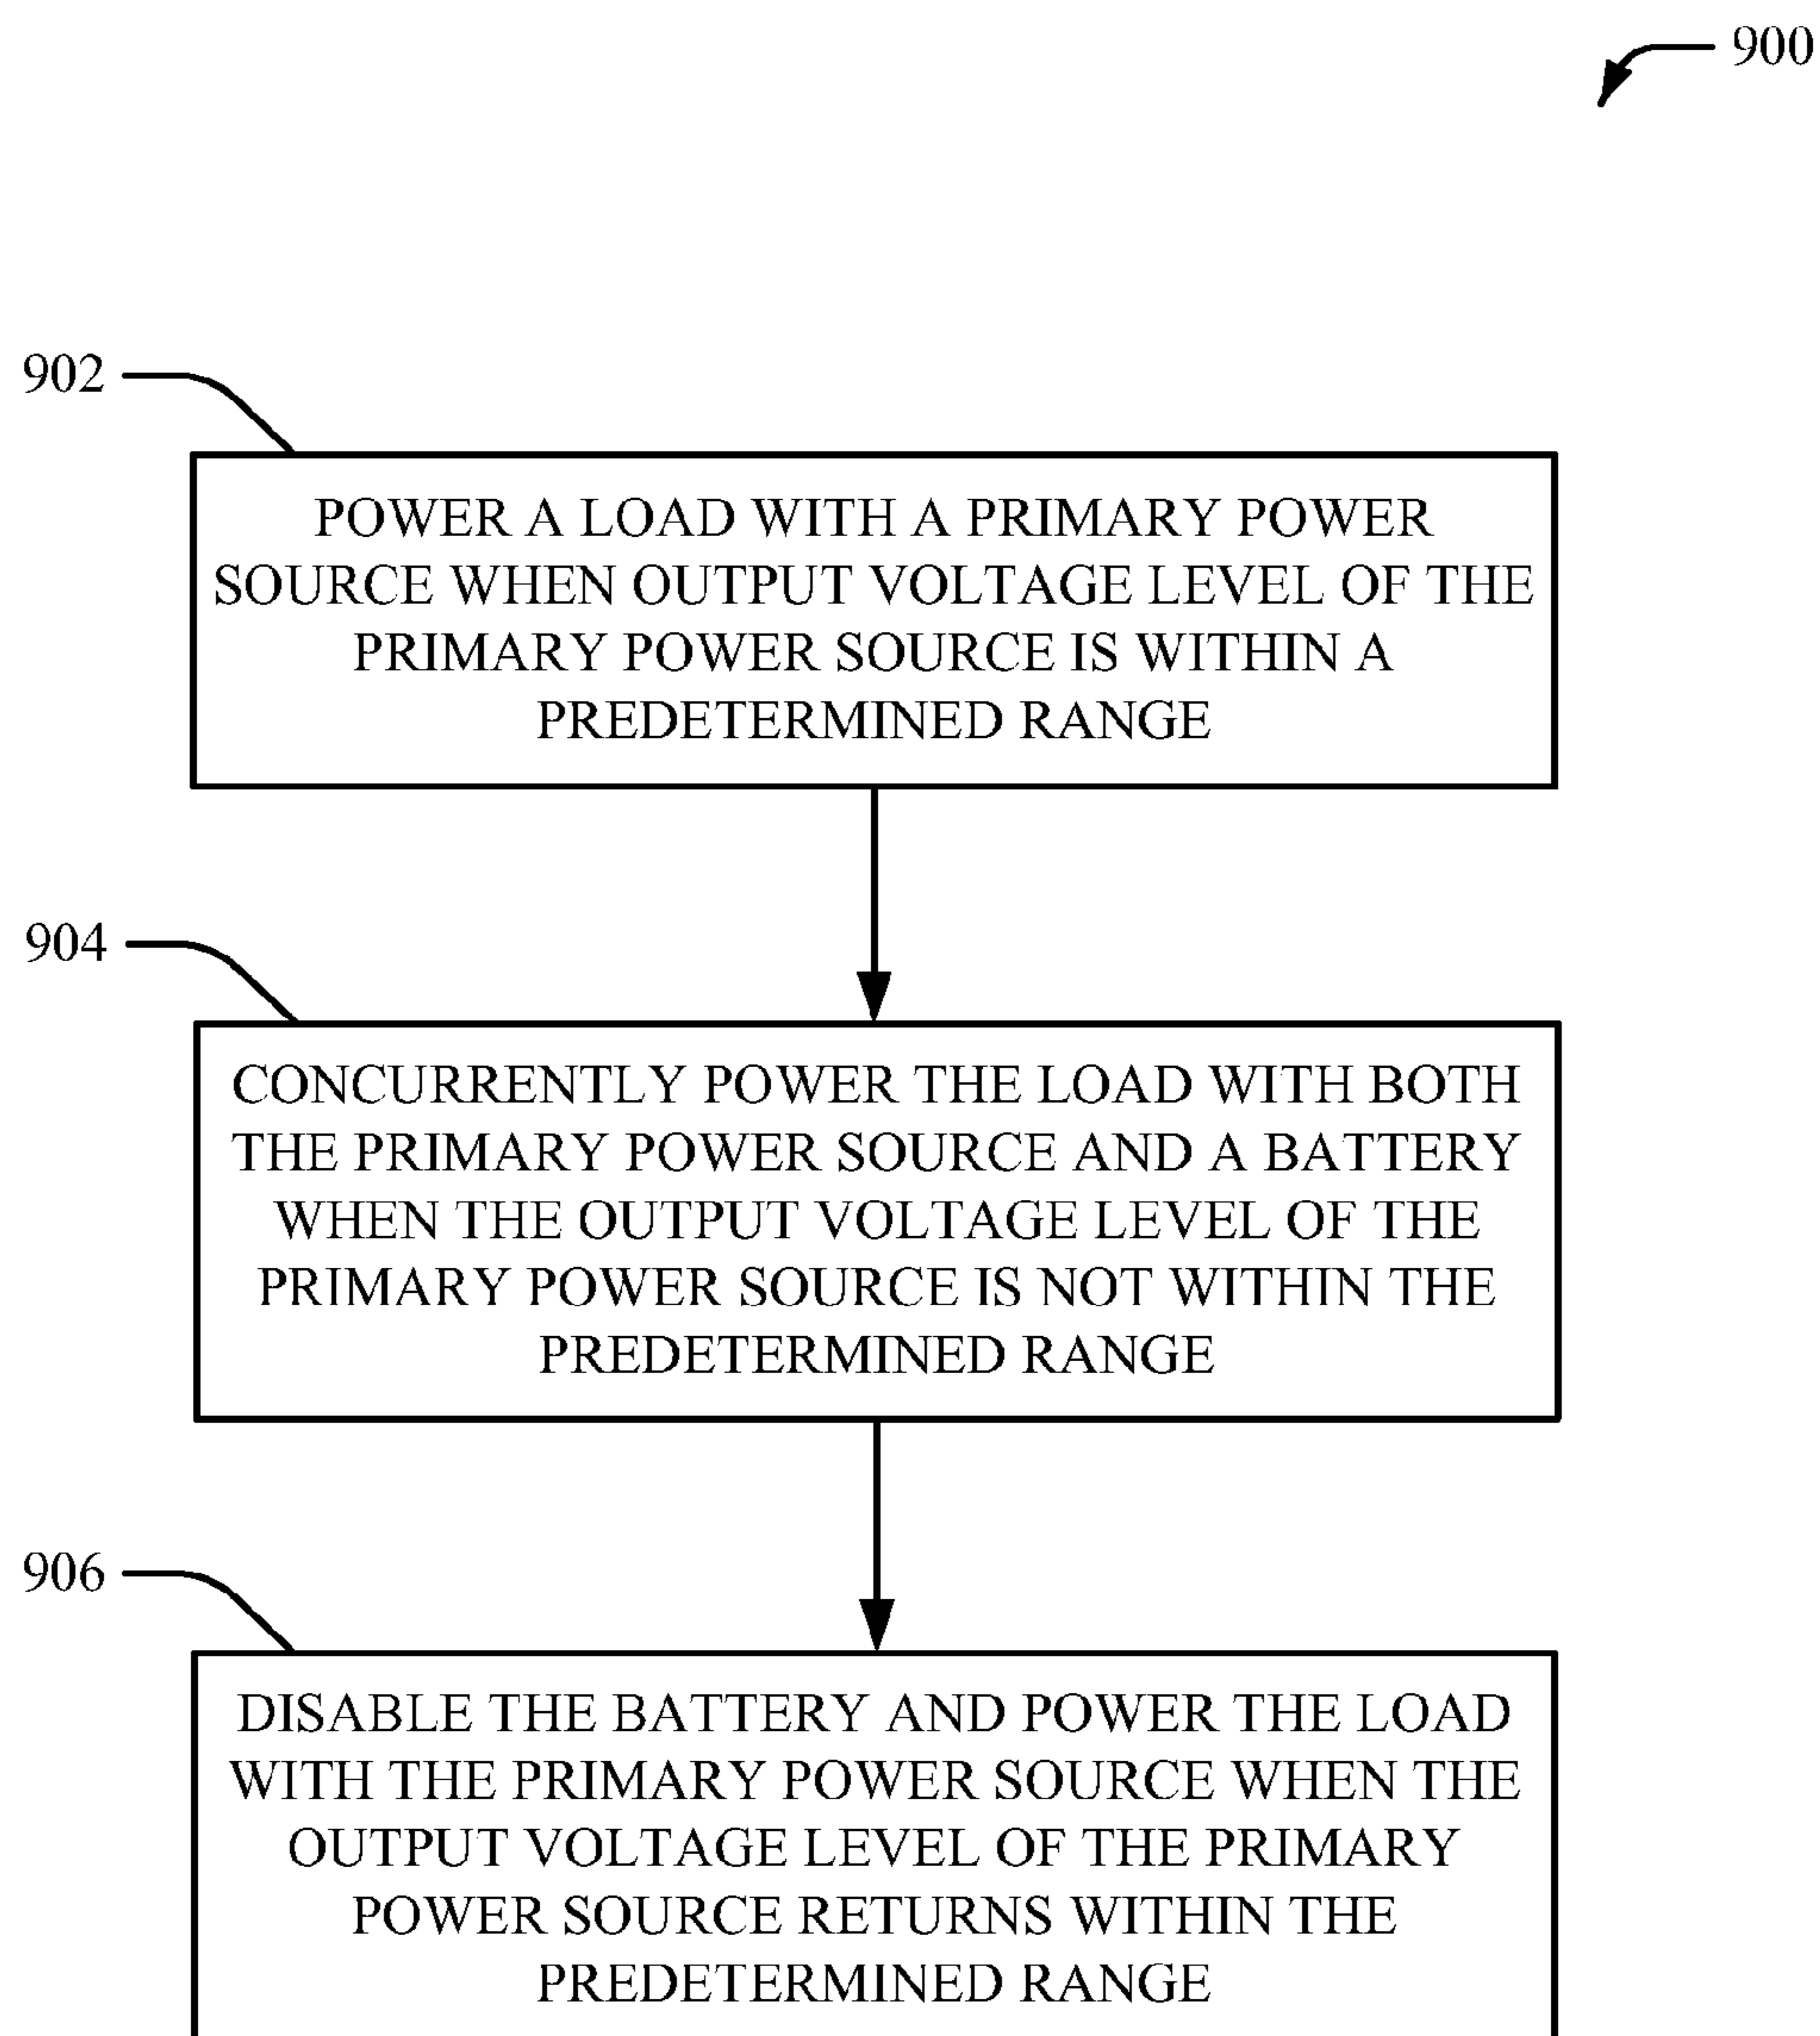 900
902
POWER A LOAD WITH A PRIMARY POWER
SOURCE WHEN OUTPUT VOLTAGE LEVEL OF THE
PRIMARY POWER SOURCE IS WITHIN A
PREDETERMINED RANGE
904
CONCURRENTLY POWER THE LOAD WITH BOTH
THE PRIMARY POWER SOURCE AND A BATTERY
WHEN THE OUTPUT VOLTAGE LEVEL OF THE
PRIMARY POWER SOURCE IS NOT WITHIN THE
PREDETERMINED RANGE
906
DISABLE THE BATTERY AND POWER THE LOAD
WITH THE PRIMARY POWER SOURCE WHEN THE
OUTPUT VOLTAGE LEVEL OF THE PRIMARY
POWER SOURCE RETURNS WITHIN THE
PREDETERMINED RANGE